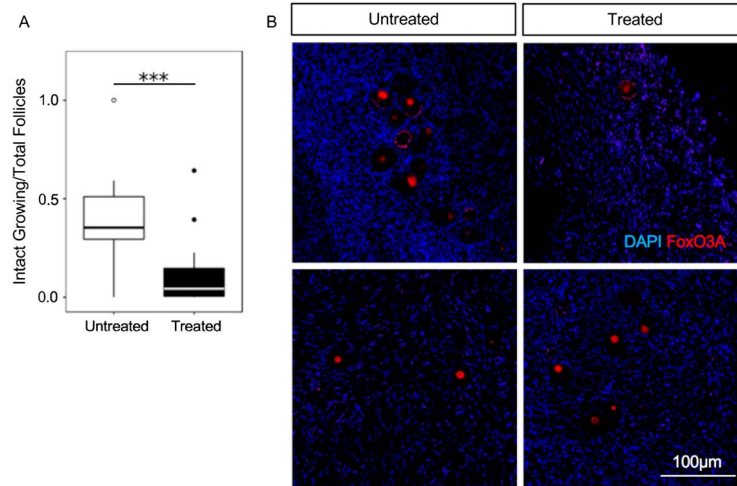 A
B
Untreated
Treated
***
Intact Growing/Total Follicles
1.0
0.5
0.0
Untreated
Treated
DAPI FoxO3A
100µm